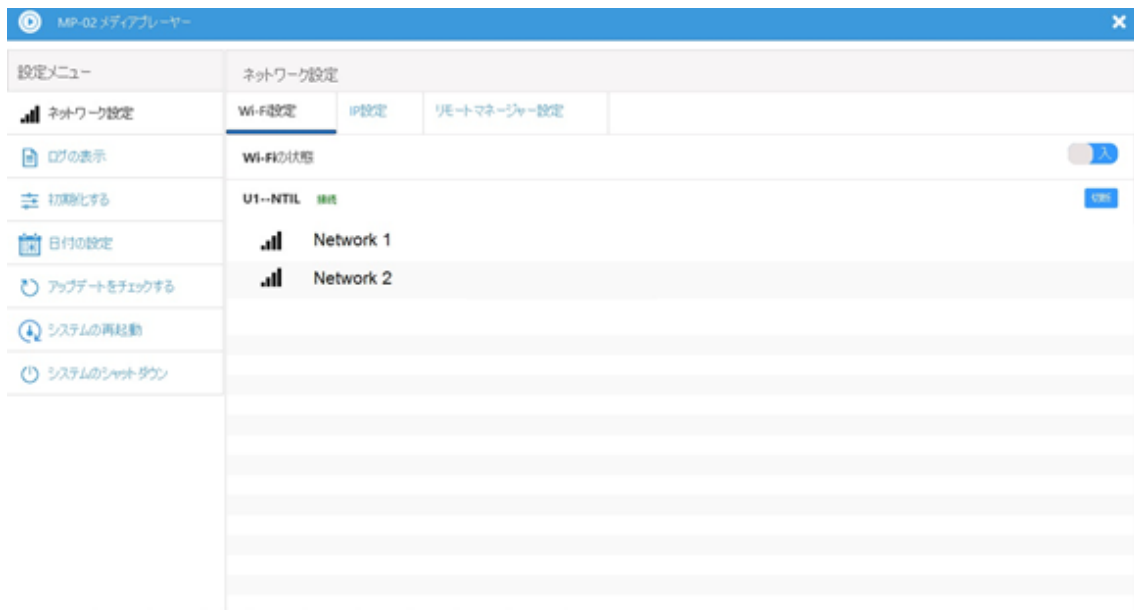 MP-02 メディアプレーヤー
設定メニュー
ネットワーク設定
ログの表示
初期化する
日付の設定
アップデートをチェックする
システムの再起動
システムのシャットダウン
ネットワーク設定
Wi-Fi設定 IP設定 リモートマネージャー設定
Wi-Fiの状態 入
U1--NTIL 接続 切断
Network 1
Network 2